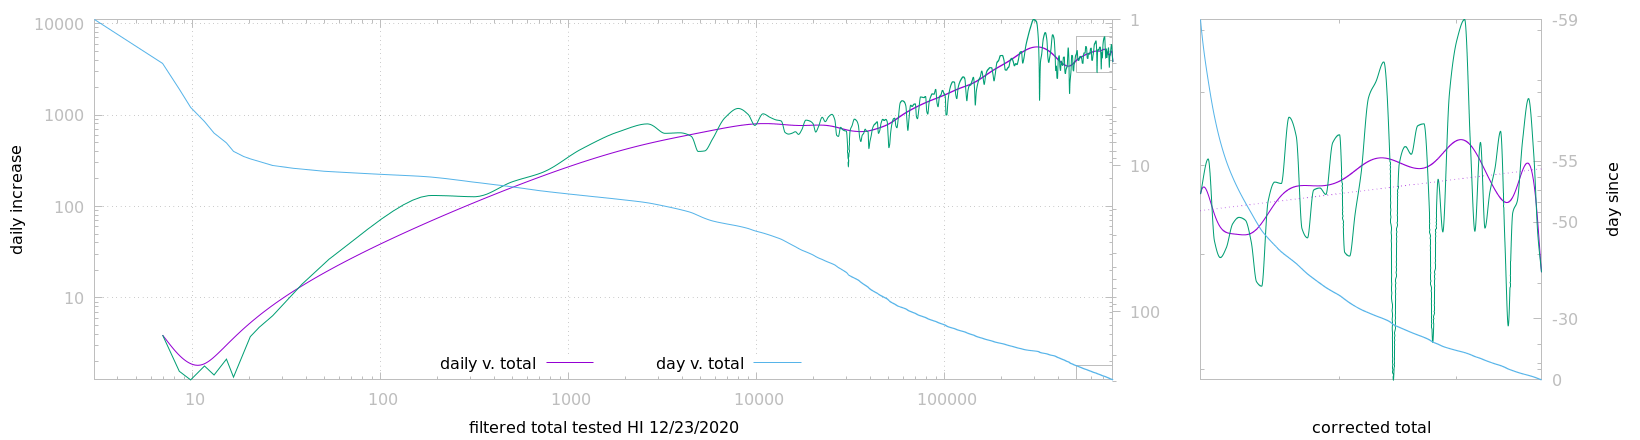 10000
1000
100
10
daily increase
1
10
100
daily v. total
day v. total
10
100
1000
10000
100000
filtered total tested HI 12/23/2020
-59
-55
-50
-30
0
day since
corrected total